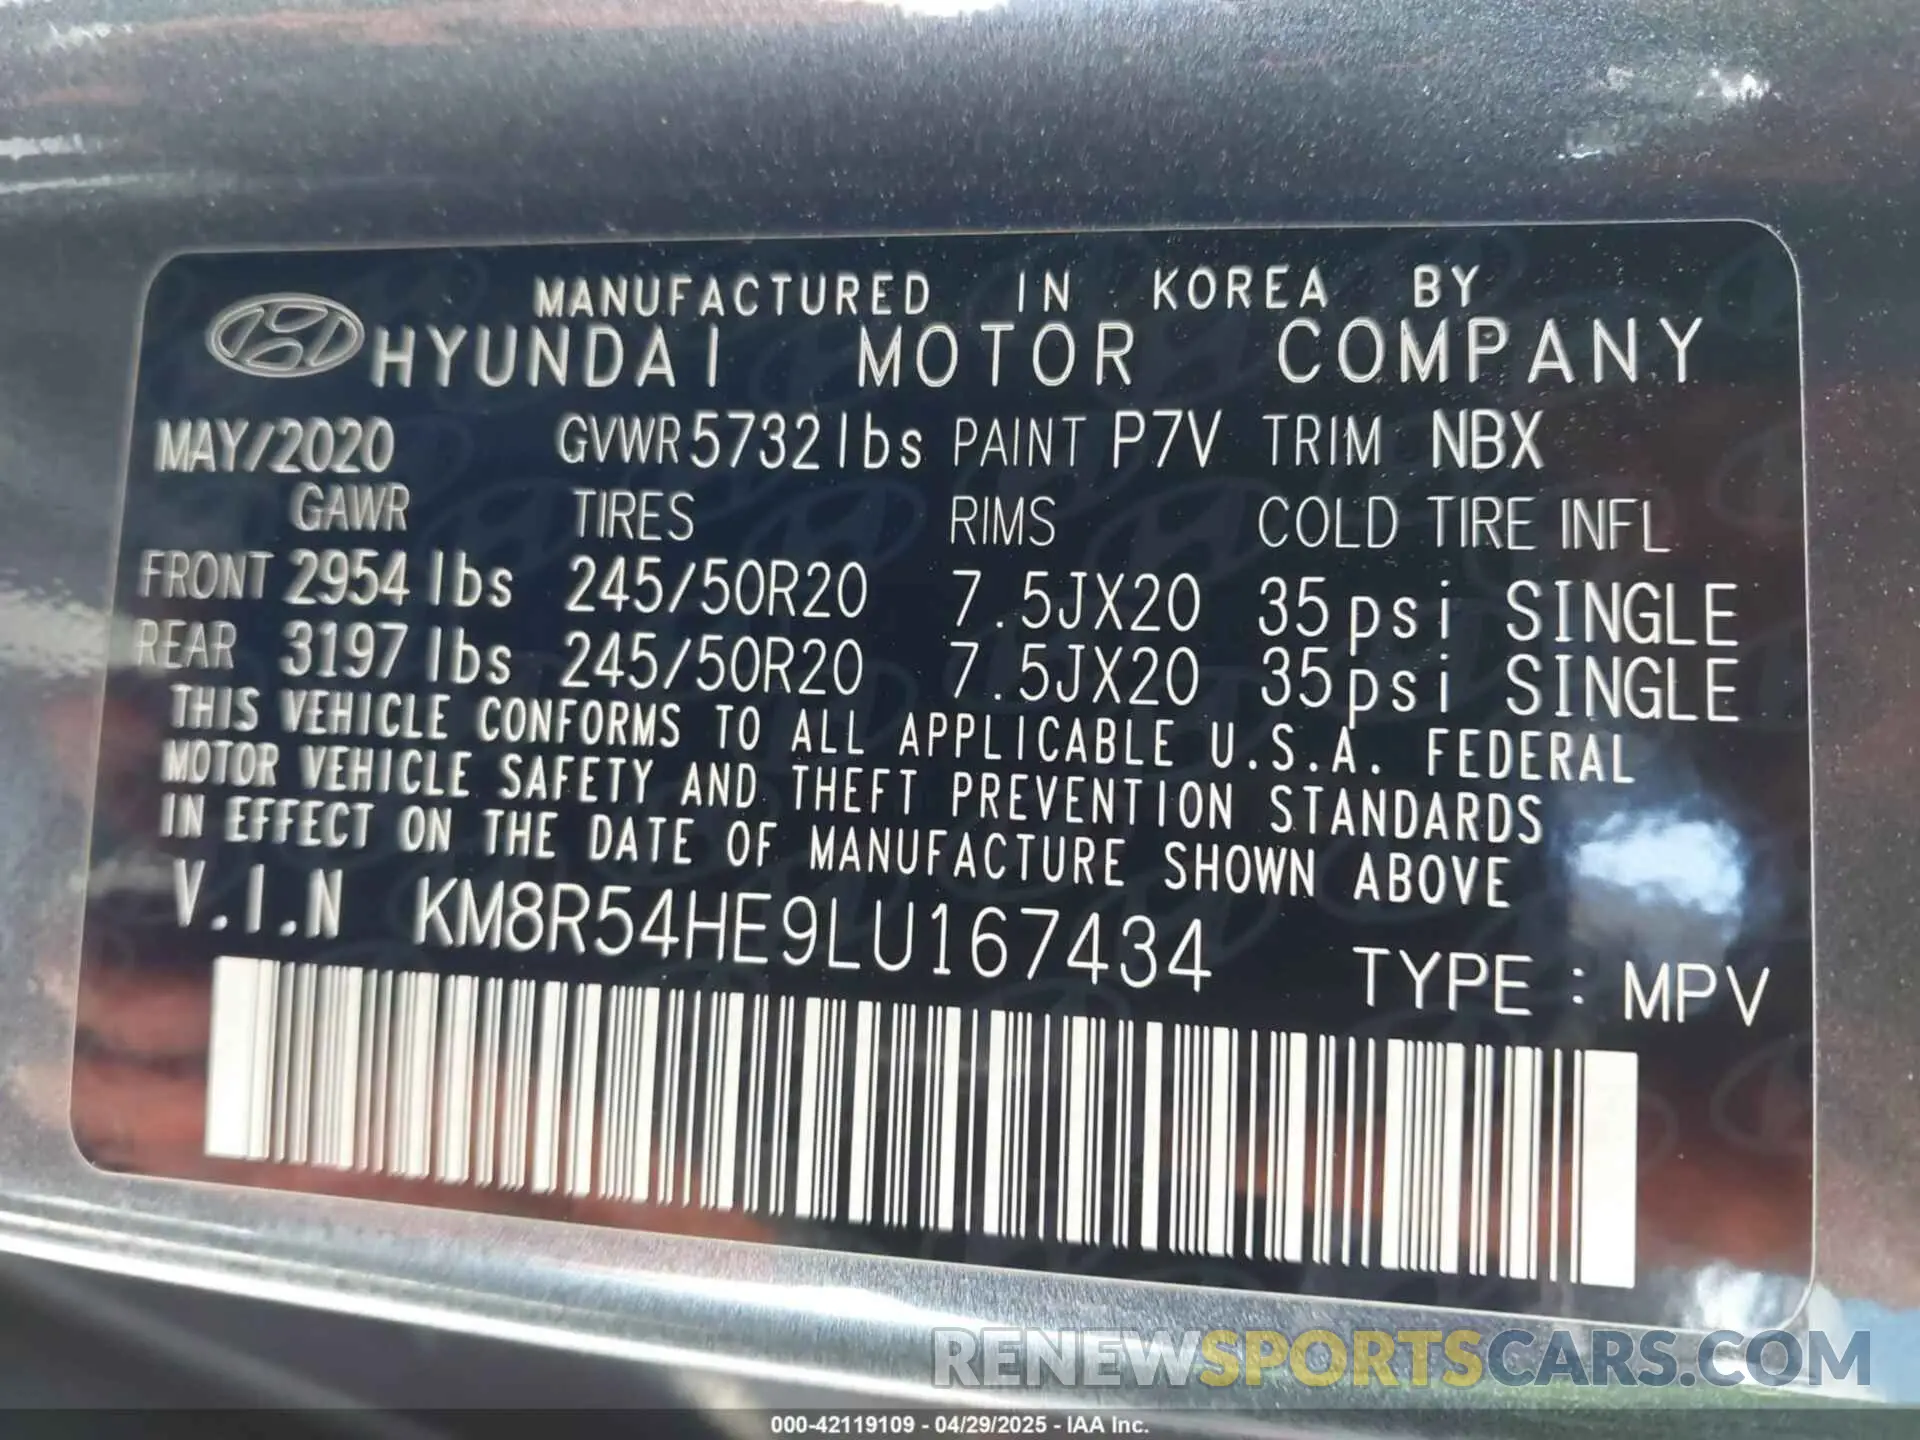 MANUFACTURED IN KOREA BY
HYUNDAI MOTOR COMPANY
MAY/2020 GVWR 5732 lbs PAINT P7V TRIM NBX
GAWR TIRES RIMS COLD TIRE INFL
FRONT 2954 lbs 245/50R20 7.5JX20 35psi SINGLE
REAR 3197 lbs 245/50R20 7.5JX20 35psi SINGLE
THIS VEHICLE CONFORMS TO ALL APPLICABLE U.S.A. FEDERAL
MOTOR VEHICLE SAFETY AND THEFT PREVENTION STANDARDS
IN EFFECT ON THE DATE OF MANUFACTURE SHOWN ABOVE
V.I.N KM8R54HE9LU167434
TYPE : MPV
RENEWSPORTSCARS.COM
000-42119109 - 04/29/2025 - IAA Inc.